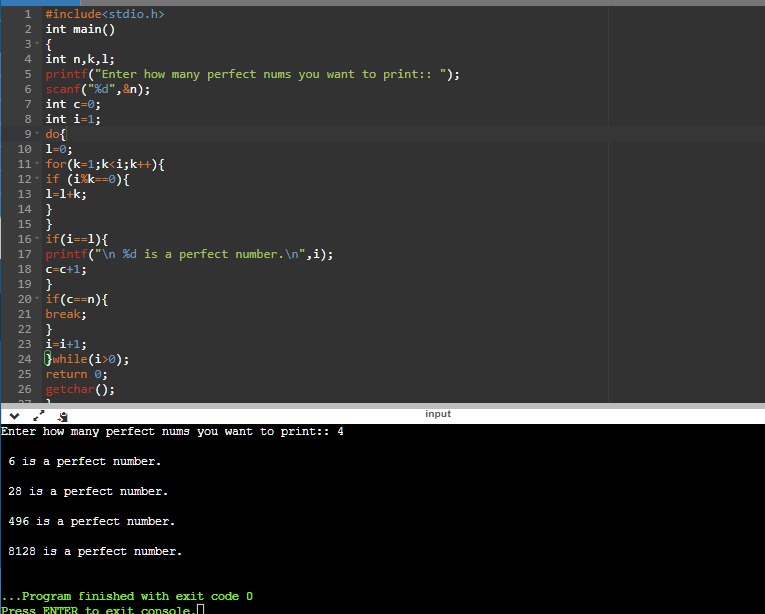 1 #include<stdio.h>
2 int main()
3 {
4 int n,k,l;
5 printf("Enter how many perfect nums you want to print:: ");
6 scanf("%d",&n);
7 int c=0;
8 int i=1;
9 do{
10 l=0;
11 for(k=1;k<i;k++){
12 if (i%k==0){
13 l=l+k;
14 }
15 }
16 if(i==l){
17 printf("\n %d is a perfect number.\n",i);
18 c=c+1;
19 }
20 if(c==n){
21 break;
22 }
23 i=i+1;
24 }while(i>0);
25 return 0;
26 getchar();
27 }
input
Enter how many perfect nums you want to print:: 4
6 is a perfect number.
28 is a perfect number.
496 is a perfect number.
8128 is a perfect number.
...Program finished with exit code 0
Press ENTER to exit console.